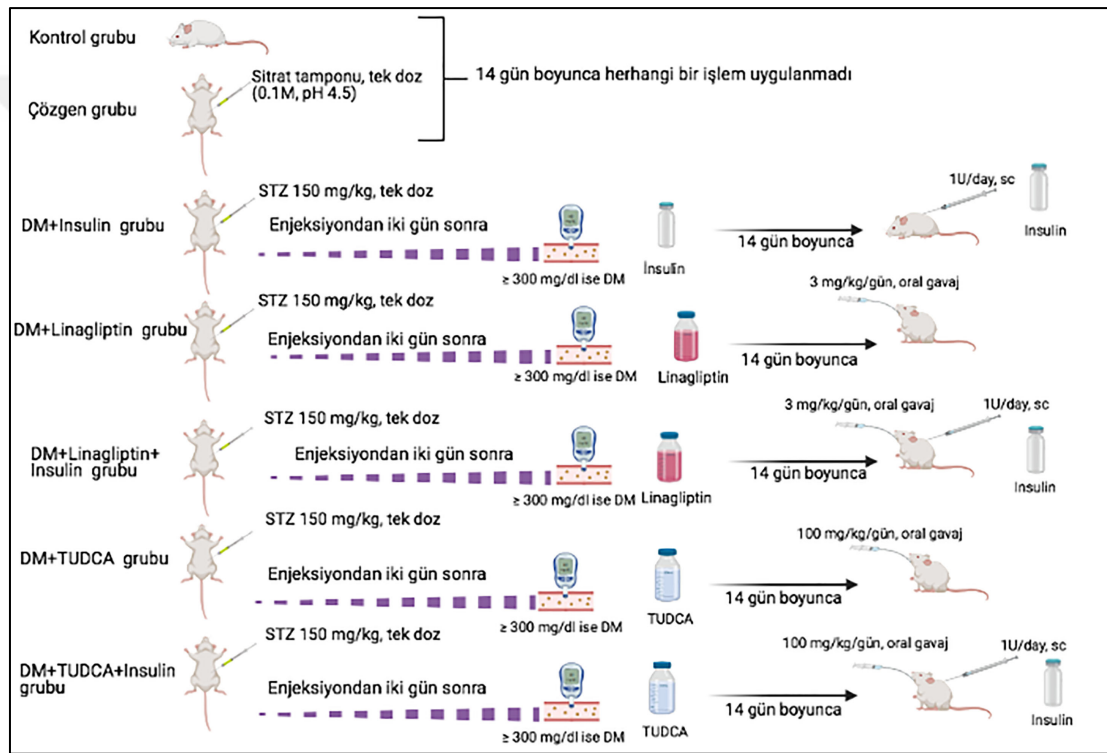 Kontrol grubu
14 gün boyunca herhangi bir işlem uygulanmadı
Sitrat tamponu, tek doz
(0.1M, pH 4.5)
Çözgen grubu
STZ 150 mg/kg, tek doz
1U/day, sc
DM+Insulin grubu
Enjeksiyondan iki gün sonra
14 gün boyunca
Insulin
≥ 300 mg/dl ise DM
İnsulin
STZ 150 mg/kg, tek doz
3 mg/kg/gün, oral gavaj
DM+Linagliptin grubu
Enjeksiyondan iki gün sonra
14 gün boyunca
≥ 300 mg/dl ise DM
Linagliptin
STZ 150 mg/kg, tek doz
3 mg/kg/gün, oral gavaj
1U/day, sc
DM+Linagliptin+
Insulin grubu
Enjeksiyondan iki gün sonra
14 gün boyunca
≥ 300 mg/dl ise DM
Linagliptin
Insulin
STZ 150 mg/kg, tek doz
100 mg/kg/gün, oral gavaj
DM+TUDCA grubu
Enjeksiyondan iki gün sonra
14 gün boyunca
≥ 300 mg/dl ise DM
TUDCA
STZ 150 mg/kg, tek doz
100 mg/kg/gün, oral gavaj
1U/day, sc
DM+TUDCA+Insulin
grubu
Enjeksiyondan iki gün sonra
14 gün boyunca
≥ 300 mg/dl ise DM
TUDCA
Insulin